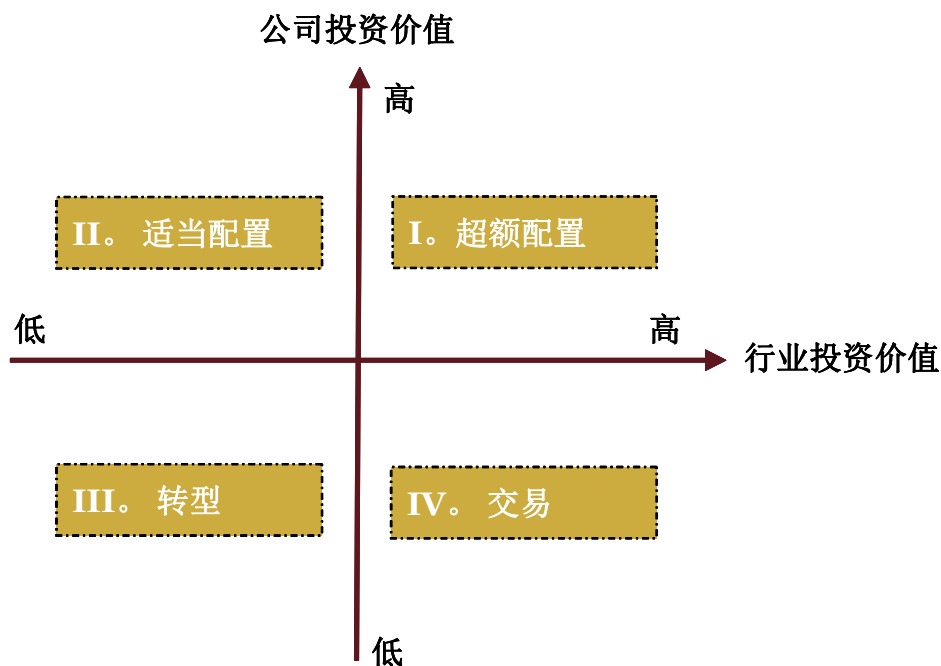 公司投资价值
高
II。 适当配置
I。超额配置
低
高
行业投资价值
III。 转型
IV。 交易
低